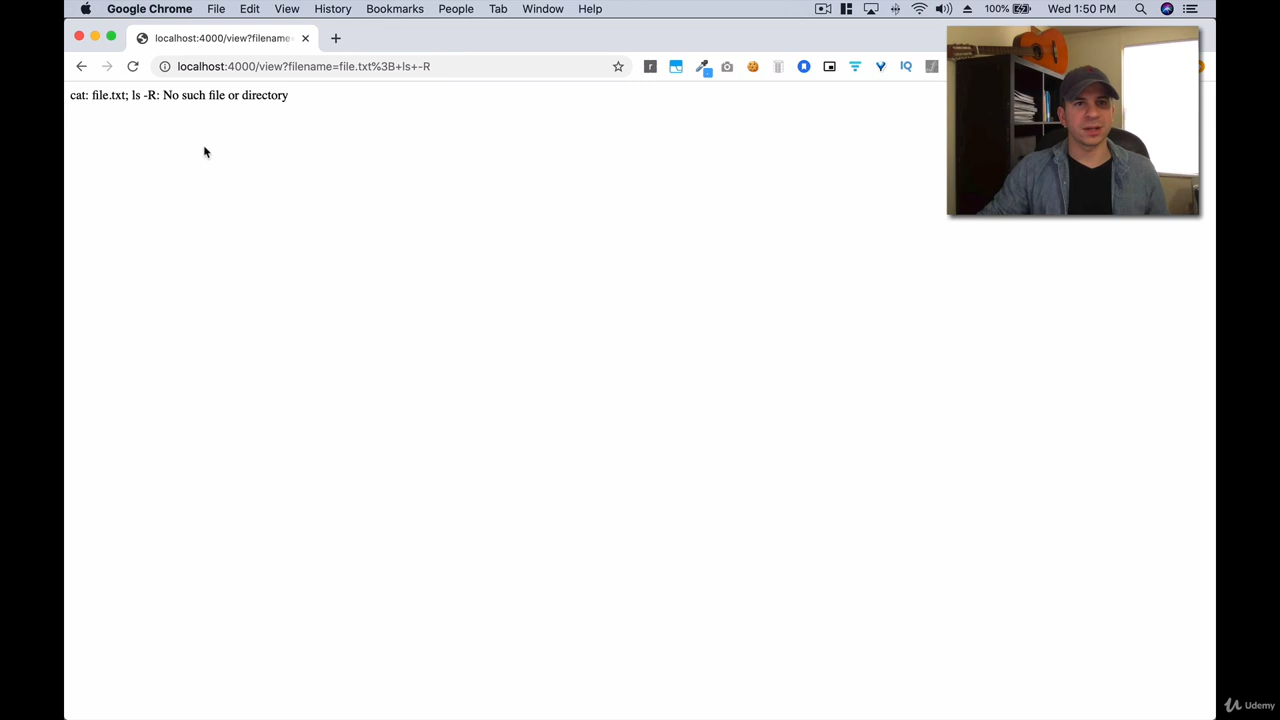 Google Chrome File Edit View History Bookmarks People Tab Window Help 100% Wed 1:50 PM
localhost:4000/view?filename=
localhost:4000/view?filename=file.txt%3B+ls+-R
cat: file.txt; ls -R: No such file or directory
Udemy